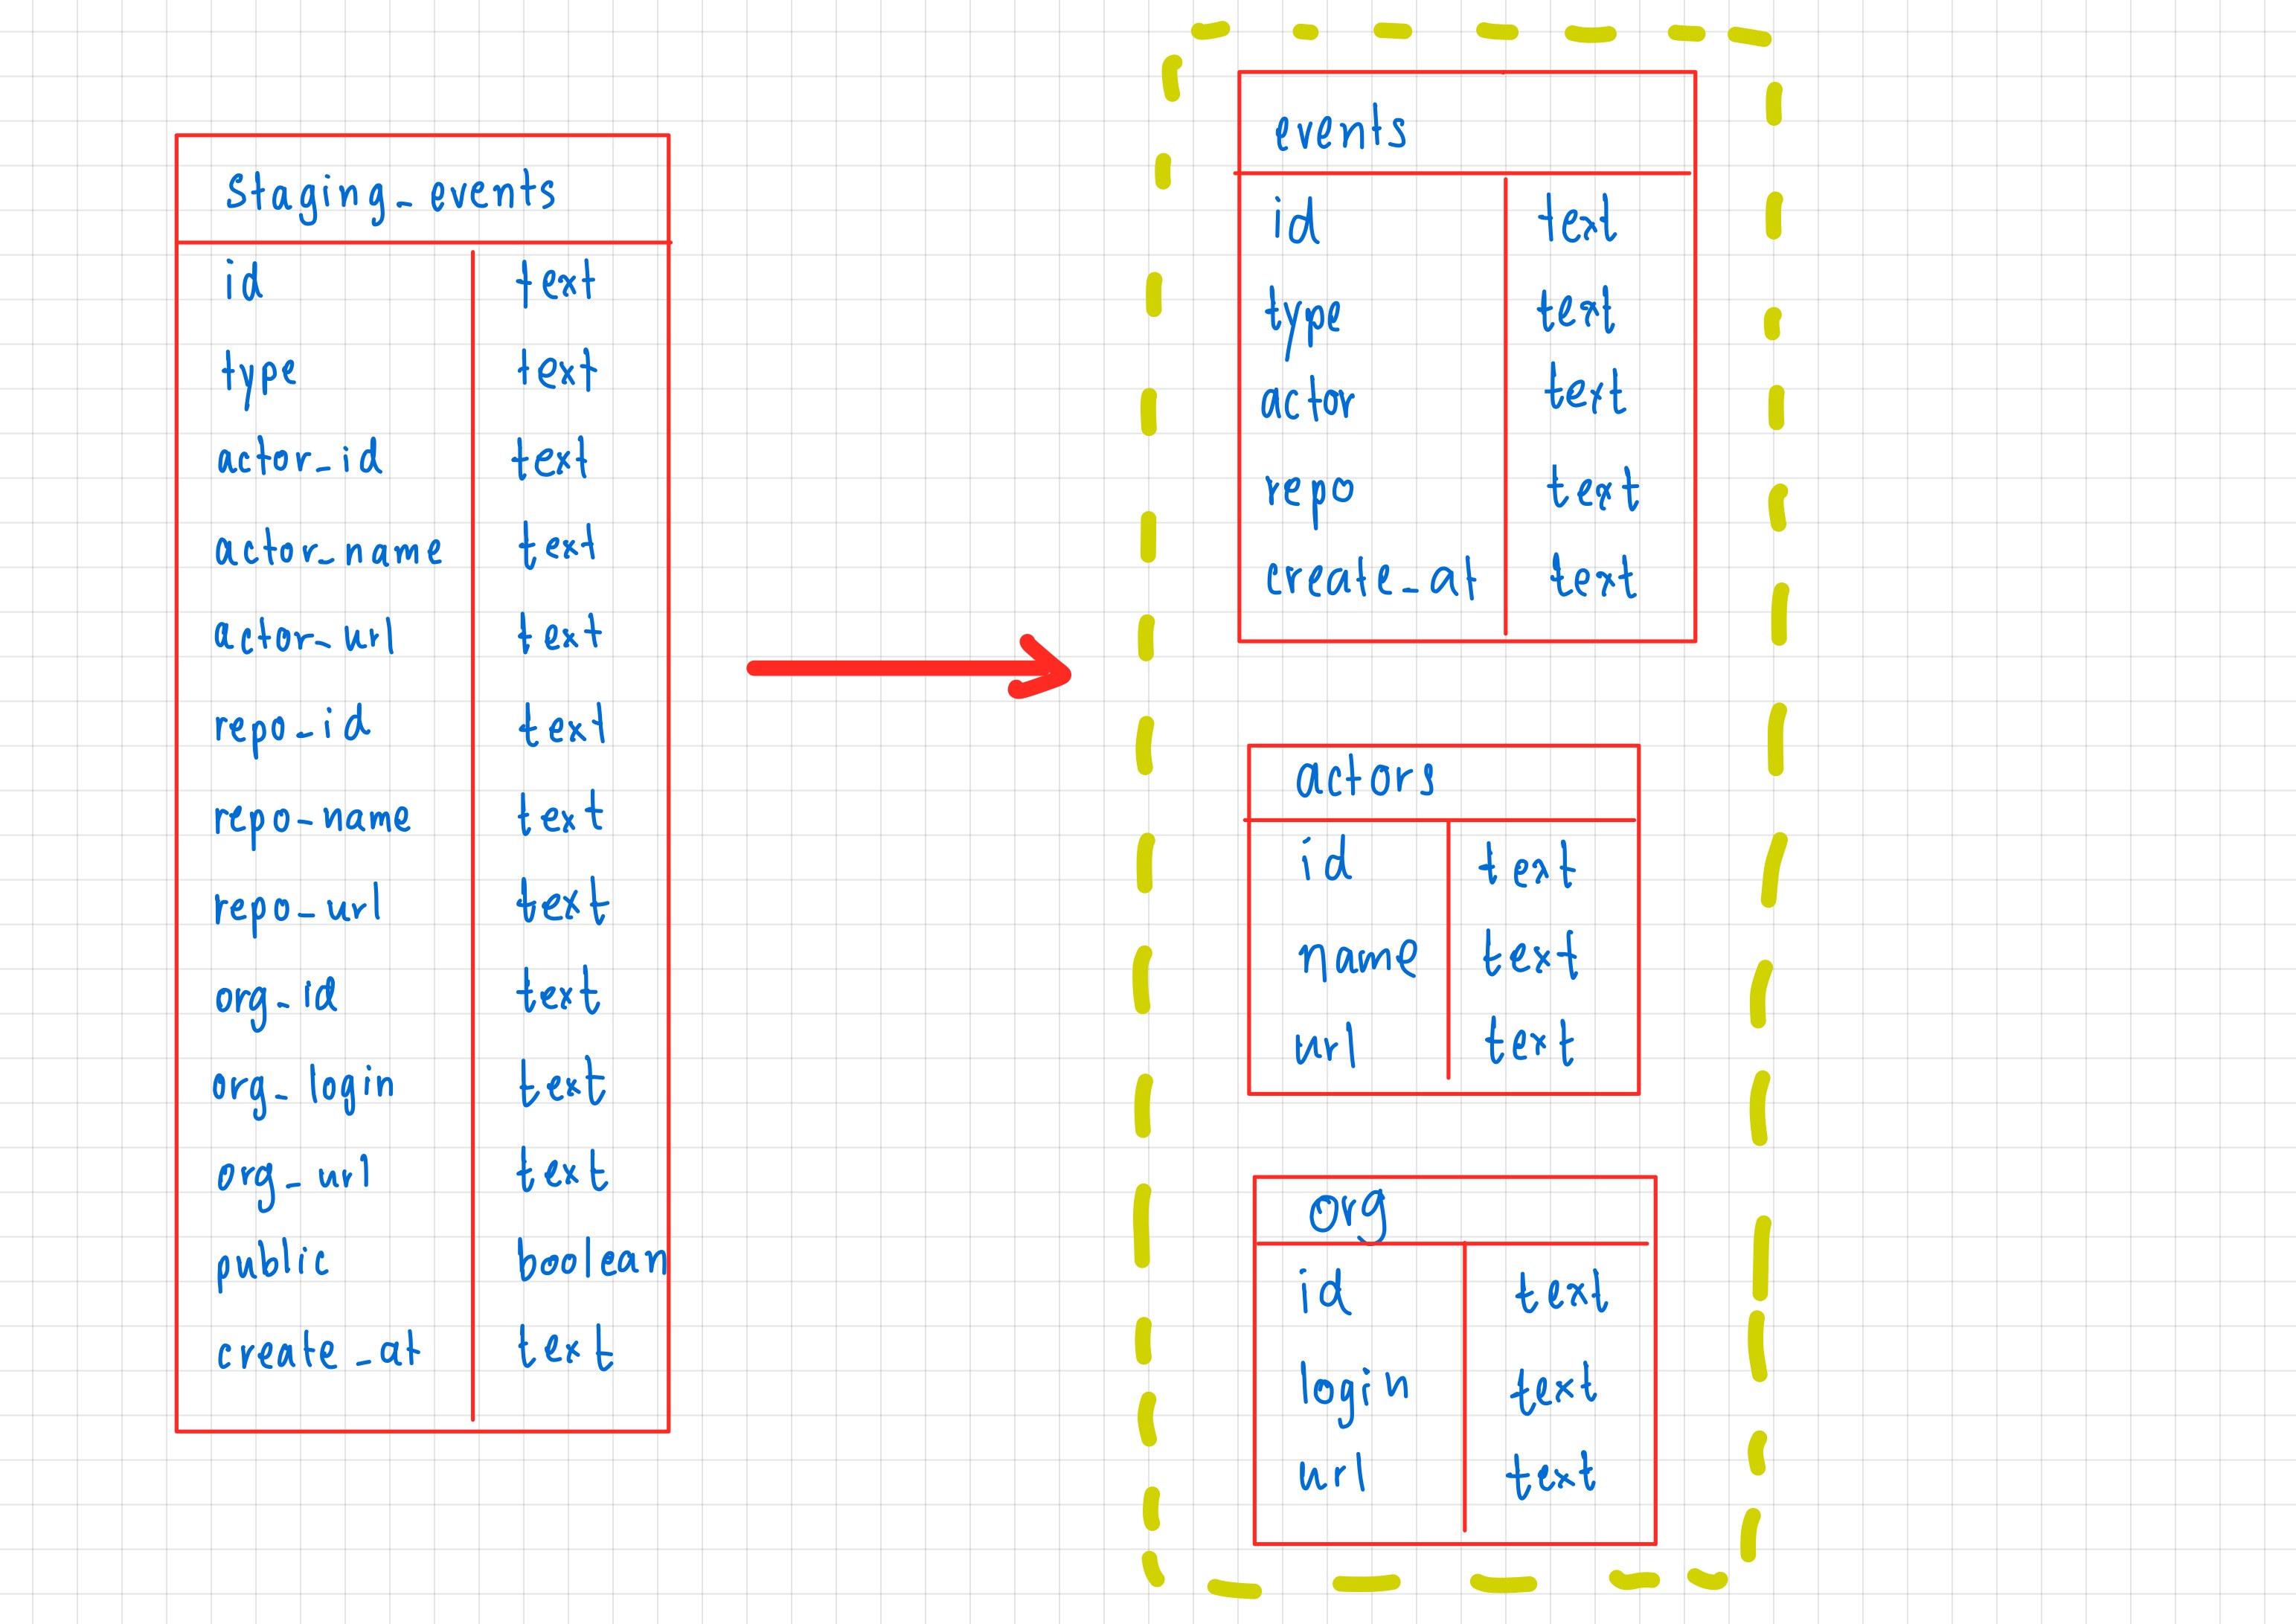 staging_events
id text
type text
actor_id text
actor_name text
actor_url text
repo_id text
repo_name text
repo_url text
org_id text
org_login text
org_url text
public boolean
create_at text
events
id text
type text
actor text
repo text
create_at text
actors
id text
name text
url text
org
id text
login text
url text